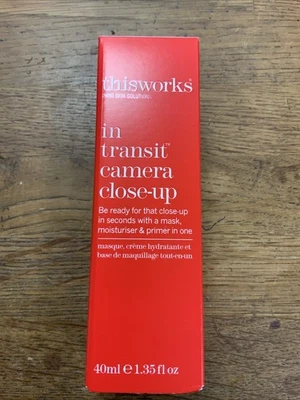 thisworks®
in
transit
camera
close-up
Be ready for that close-up
in seconds with a mask,
moisturiser & primer in one
masque, crème hydratante et
base de maquillage tout-en-un
40ml e 1.35 fl oz